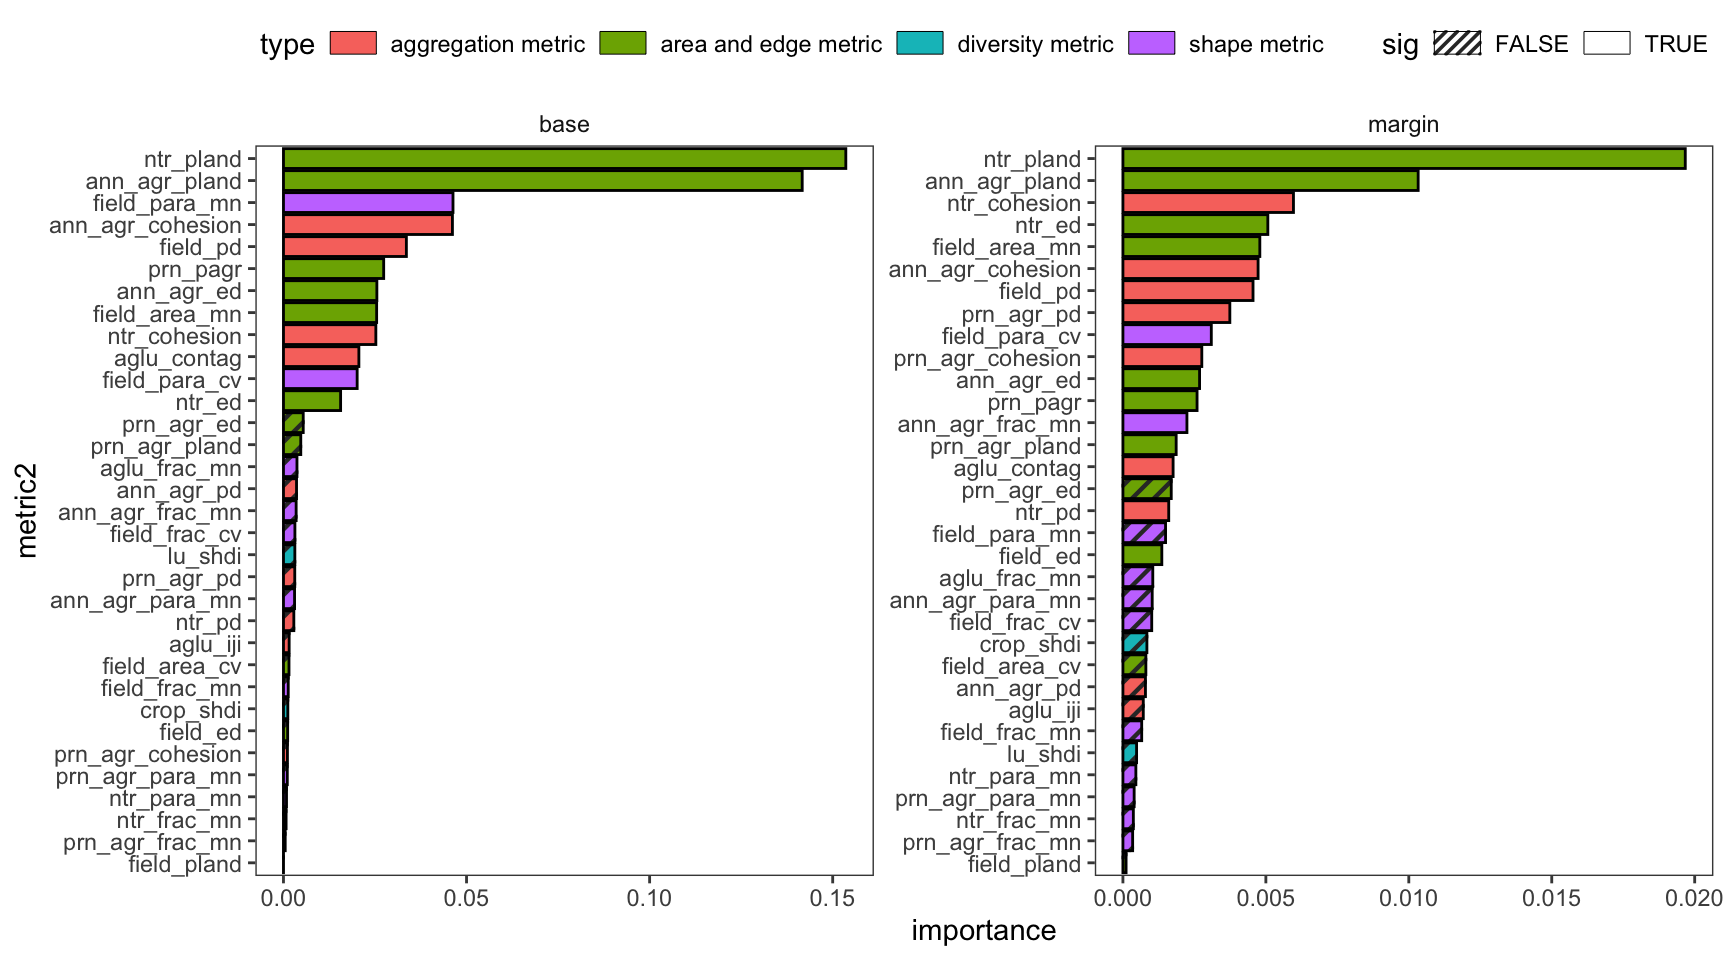 type aggregation metric area and edge metric diversity metric shape metric sig FALSE TRUE
base
margin
metric2
ntr_pland
ann_agr_pland
field_para_mn
ann_agr_cohesion
field_pd
prn_pagr
ann_agr_ed
field_area_mn
ntr_cohesion
aglu_contag
field_para_cv
ntr_ed
prn_agr_ed
prn_agr_pland
aglu_frac_mn
ann_agr_pd
ann_agr_frac_mn
field_frac_cv
lu_shdi
prn_agr_pd
ann_agr_para_mn
ntr_pd
aglu_iji
field_area_cv
field_frac_mn
crop_shdi
field_ed
prn_agr_cohesion
prn_agr_para_mn
ntr_para_mn
ntr_frac_mn
prn_agr_frac_mn
field_pland
0.00 0.05 0.10 0.15
ntr_pland
ann_agr_pland
ntr_cohesion
ntr_ed
field_area_mn
ann_agr_cohesion
field_pd
prn_agr_pd
field_para_cv
prn_agr_cohesion
ann_agr_ed
prn_pagr
ann_agr_frac_mn
prn_agr_pland
aglu_contag
prn_agr_ed
ntr_pd
field_para_mn
field_ed
aglu_frac_mn
ann_agr_para_mn
field_frac_cv
crop_shdi
field_area_cv
ann_agr_pd
aglu_iji
field_frac_mn
lu_shdi
ntr_para_mn
prn_agr_para_mn
ntr_frac_mn
prn_agr_frac_mn
field_pland
0.000 0.005 0.010 0.015 0.020
importance